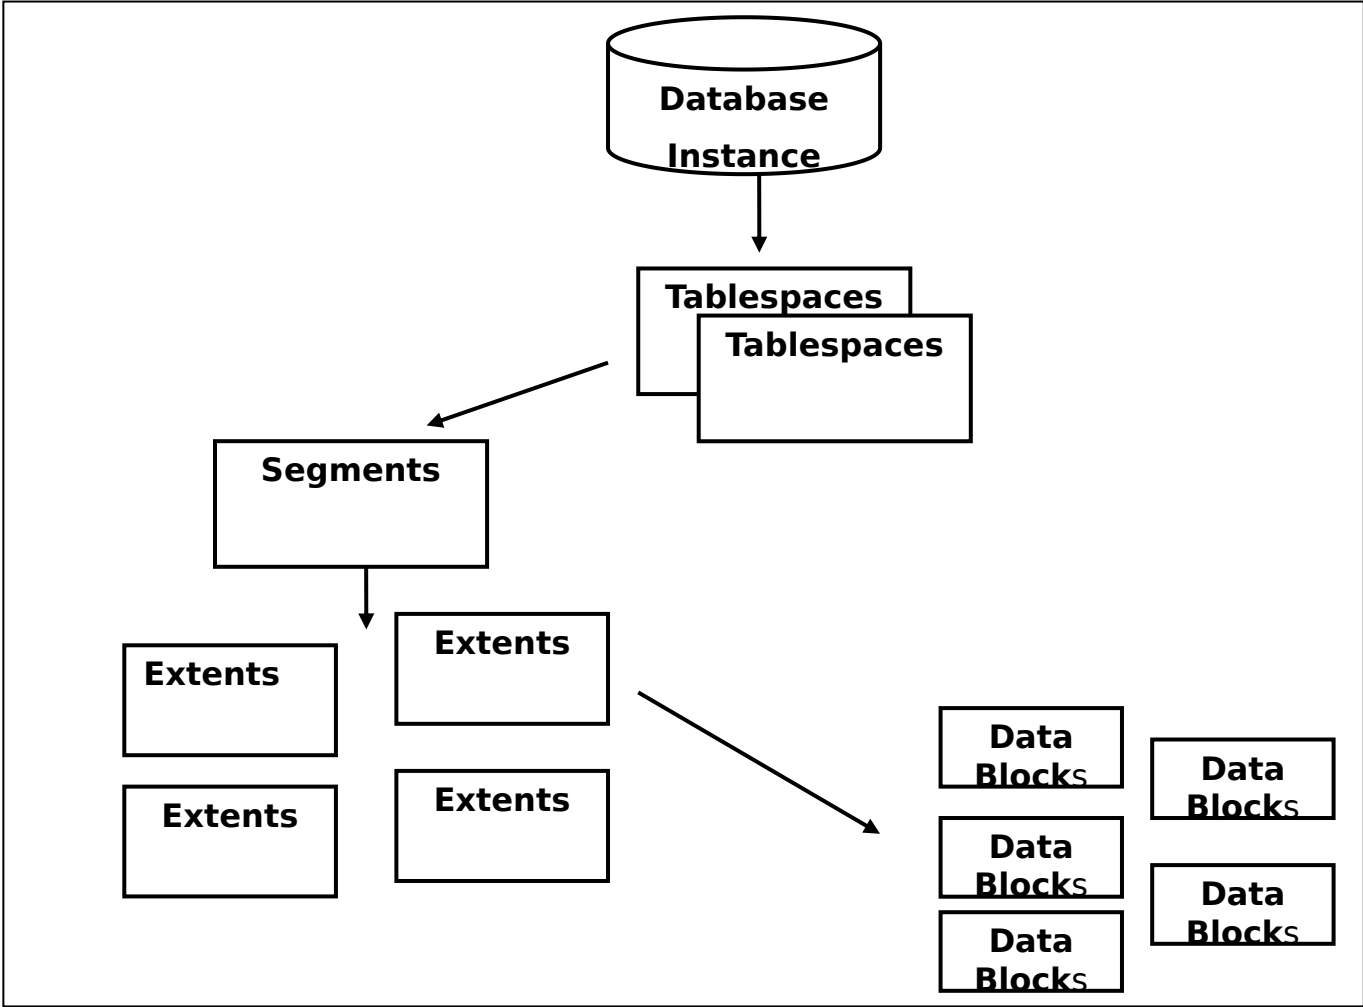 Database
Instance
Tablespaces
Tablespaces
Segments
Extents
Extents
Extents
Extents
Data
Blocks
Data
Blocks
Data
Blocks
Data
Blocks
Data
Blocks